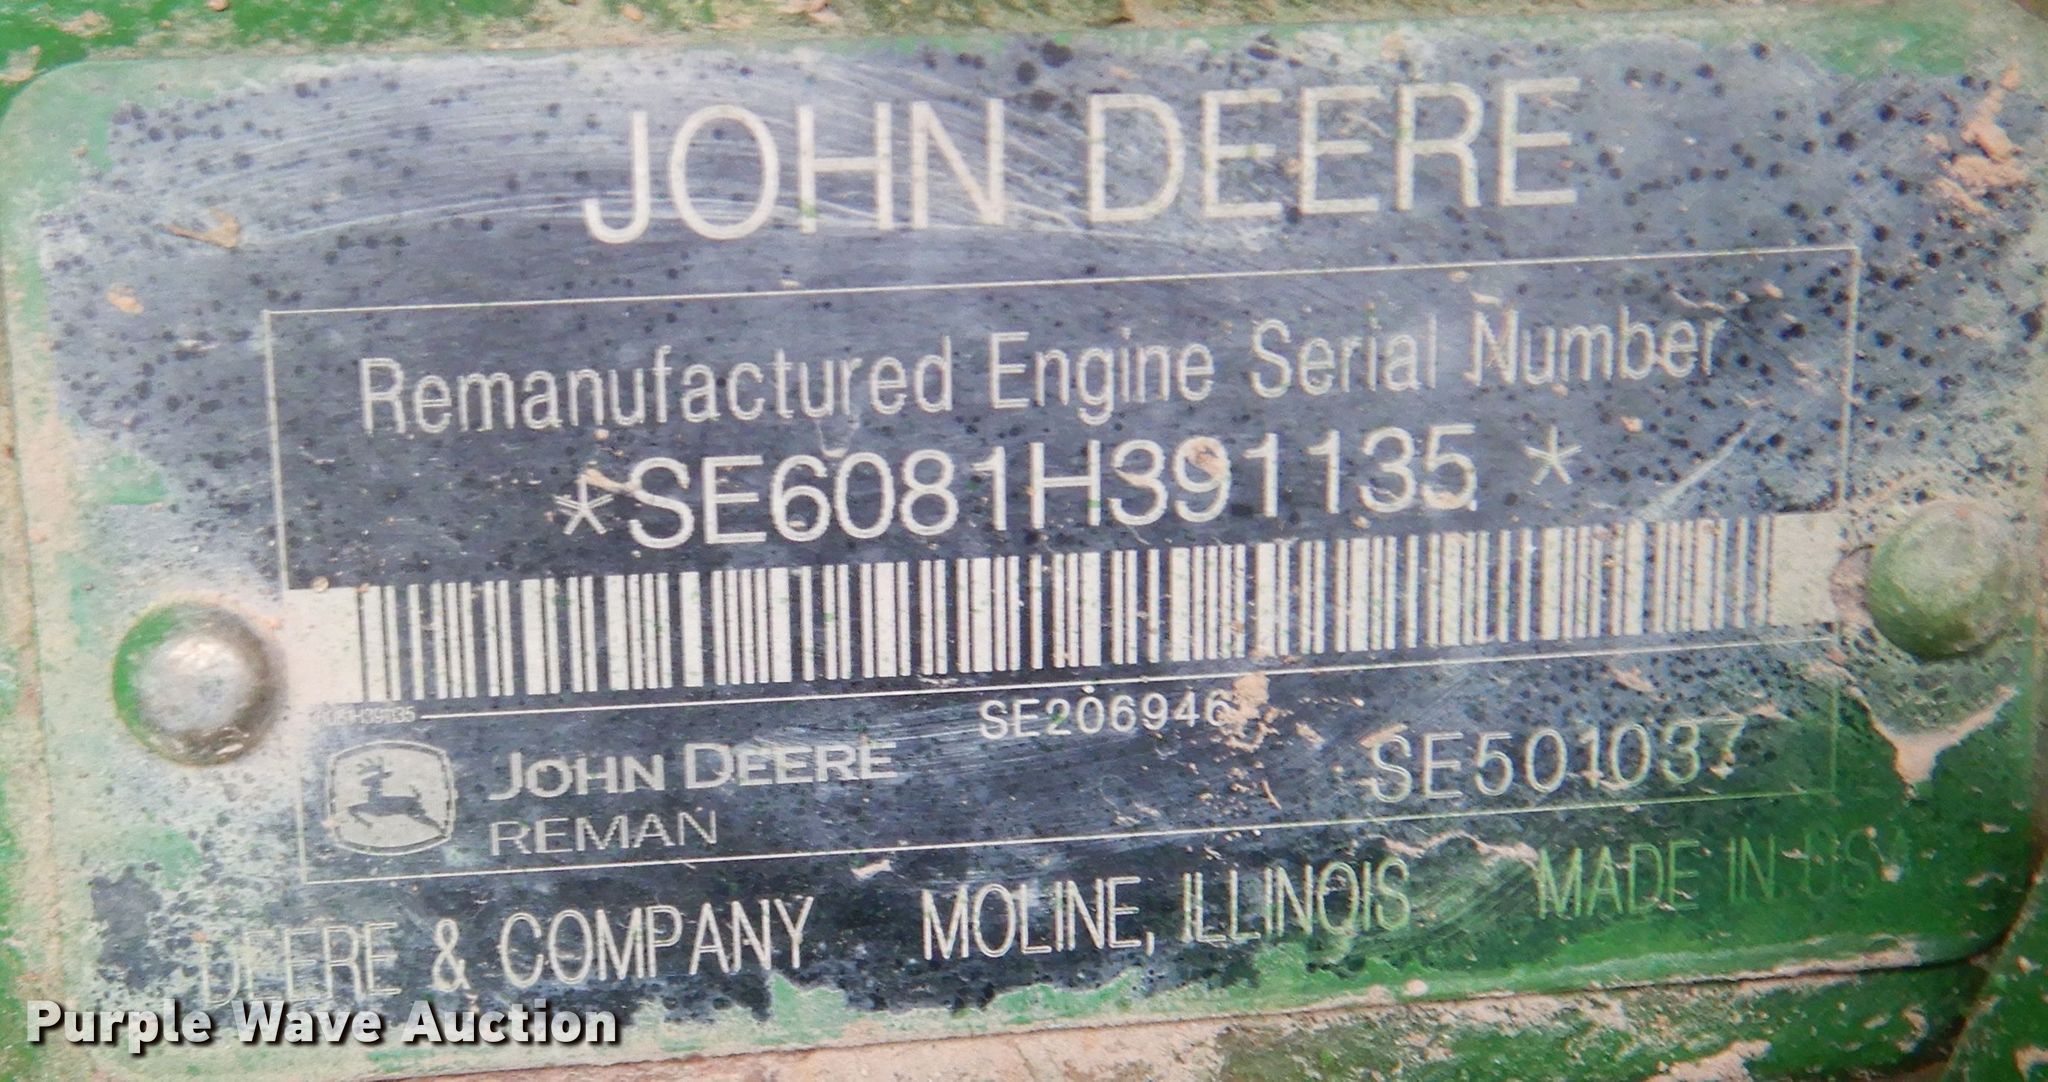 JOHN DEERE
Remanufactured Engine Serial Number
*SE6081H391135 *
SE206946
JOHN DEERE
REMAN
SE501037
DEERE & COMPANY MOLINE, ILLINOIS MADE IN USA
Purple Wave Auction